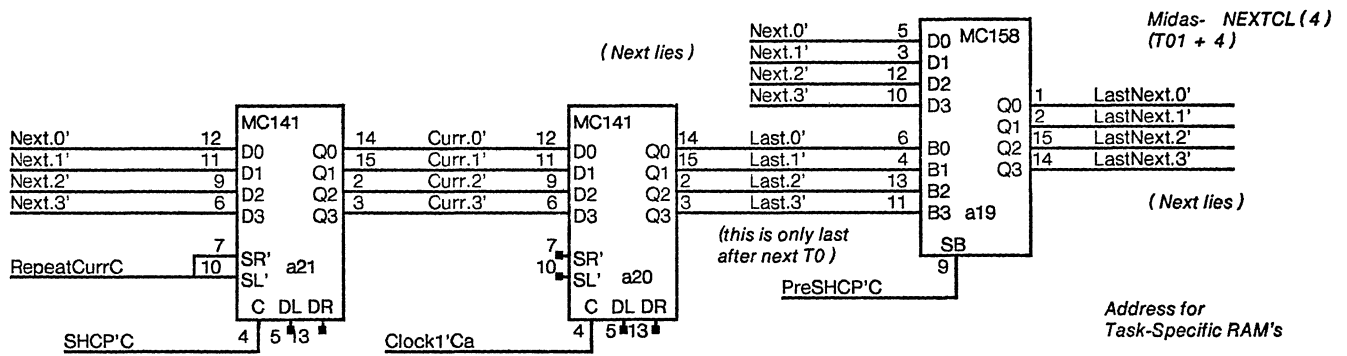 Midas- NEXTCL ( 4 )
(T01 + 4 )
( Next lies )
Next.0' 5 D0 MC158
Next.1' 3 D1
Next.2' 12 D2
Next.3' 10 D3
Q0 1 LastNext.0'
Q1 2 LastNext.1'
Q2 15 LastNext.2'
Q3 14 LastNext.3'
MC141
MC141
Next.0' 12 D0 Q0 14 Curr.0' 12 D0 Q0 14 Last.0' 6 B0
Next.1' 11 D1 Q1 15 Curr.1' 11 D1 Q1 15 Last.1' 4 B1
Next.2' 9 D2 Q2 2 Curr.2' 9 D2 Q2 2 Last.2' 13 B2
Next.3' 6 D3 Q3 3 Curr.3' 6 D3 Q3 3 Last.3' 11 B3 a19
( Next lies )
(this is only last
after next T0 )
SB
9
PreSHCP'C
7 SR'
RepeatCurrC 10 SL' a21
7 SR'
10 SL' a20
C DL DR
C DL DR
4 5 13
4 5 13
SHCP'C
Clock1'Ca
Address for
Task-Specific RAM's